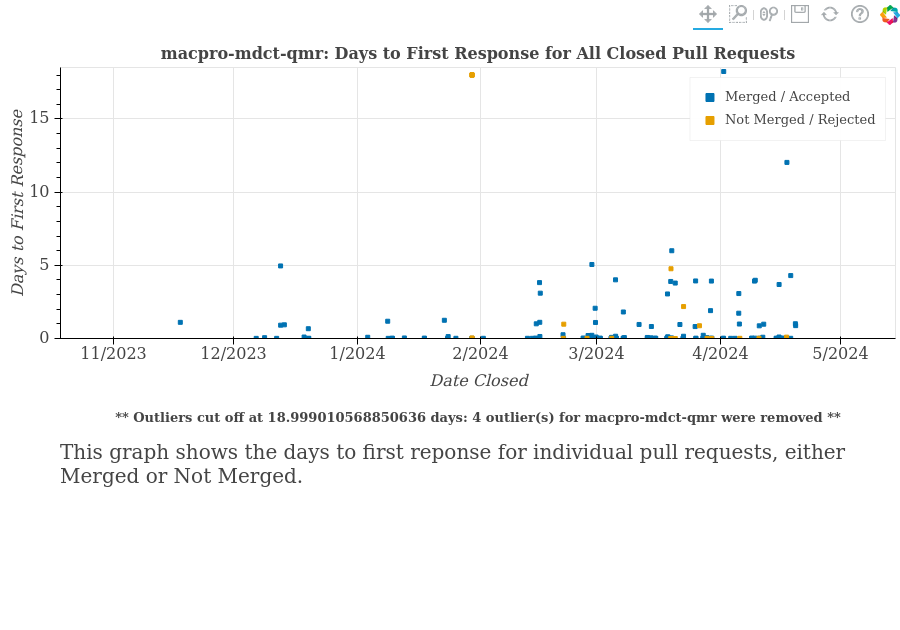 macpro-mdct-qmr: Days to First Response for All Closed Pull Requests
Days to First Response
15
10
5
0
Merged / Accepted
Not Merged / Rejected
11/2023
12/2023
1/2024
2/2024
3/2024
4/2024
5/2024
Date Closed
** Outliers cut off at 18.999010568850636 days: 4 outlier(s) for macpro-mdct-qmr were removed **
This graph shows the days to first reponse for individual pull requests, either
Merged or Not Merged.